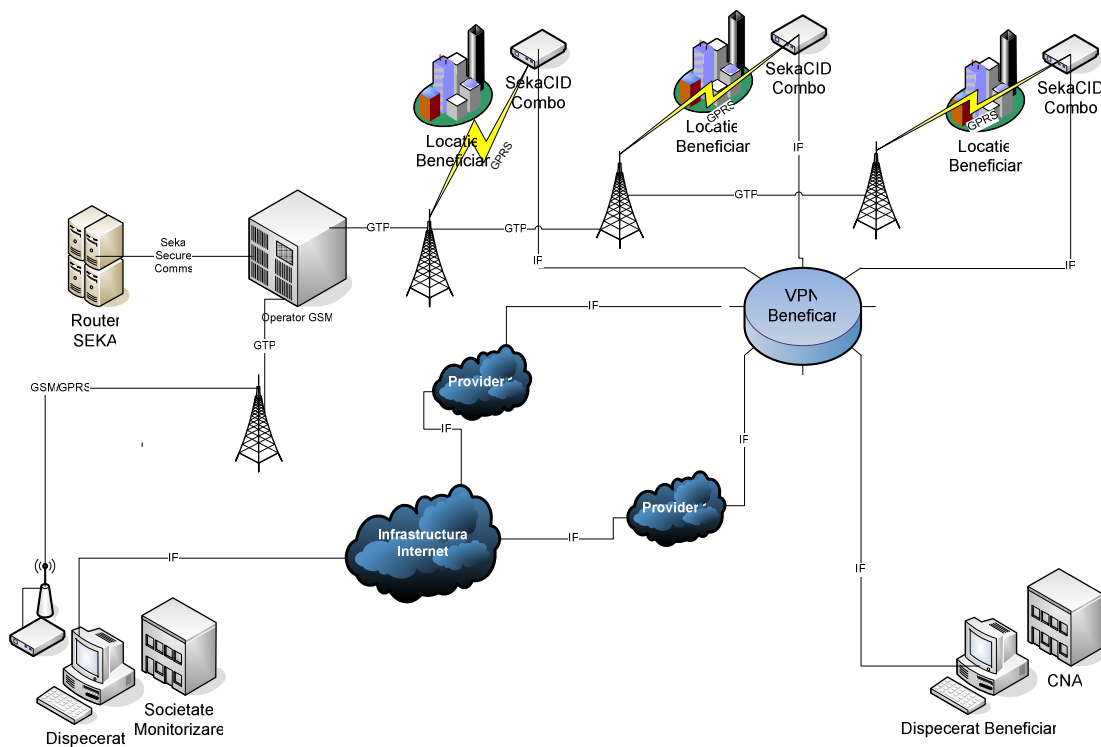 SekaCID
Combo
Locatie
Beneficiar
GPRS
SekaCID
Combo
Locatie
Beneficiar
GPRS
SekaCID
Combo
Locatie
Beneficiar
GPRS
IF
GTP
GTP
GTP
IF
IF
Seka
Secure
Comms
Router
SEKA
Operator GSM
GTP
VPN
Beneficar
IF
GSM/GPRS
Provider
IF
IF
Provider
Infrastructura
Internet
IF
IF
IF
Societate
Monitorizare
Dispecerat
CNA
Dispecerat Beneficiar